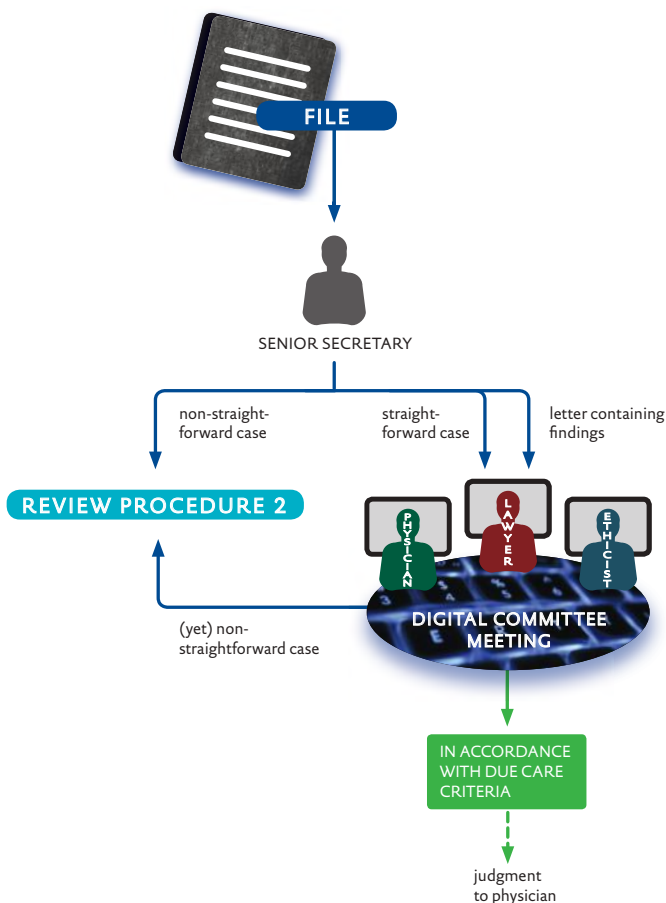 FILE
SENIOR SECRETARY
non-straight-
forward case
straight-
forward case
letter containing
findings
REVIEW PROCEDURE 2
PHYSICIAN
LAWYER
ETHICIST
DIGITAL COMMITTEE
MEETING
(yet) non-
straightforward case
IN ACCORDANCE
WITH DUE CARE
CRITERIA
judgment
to physician